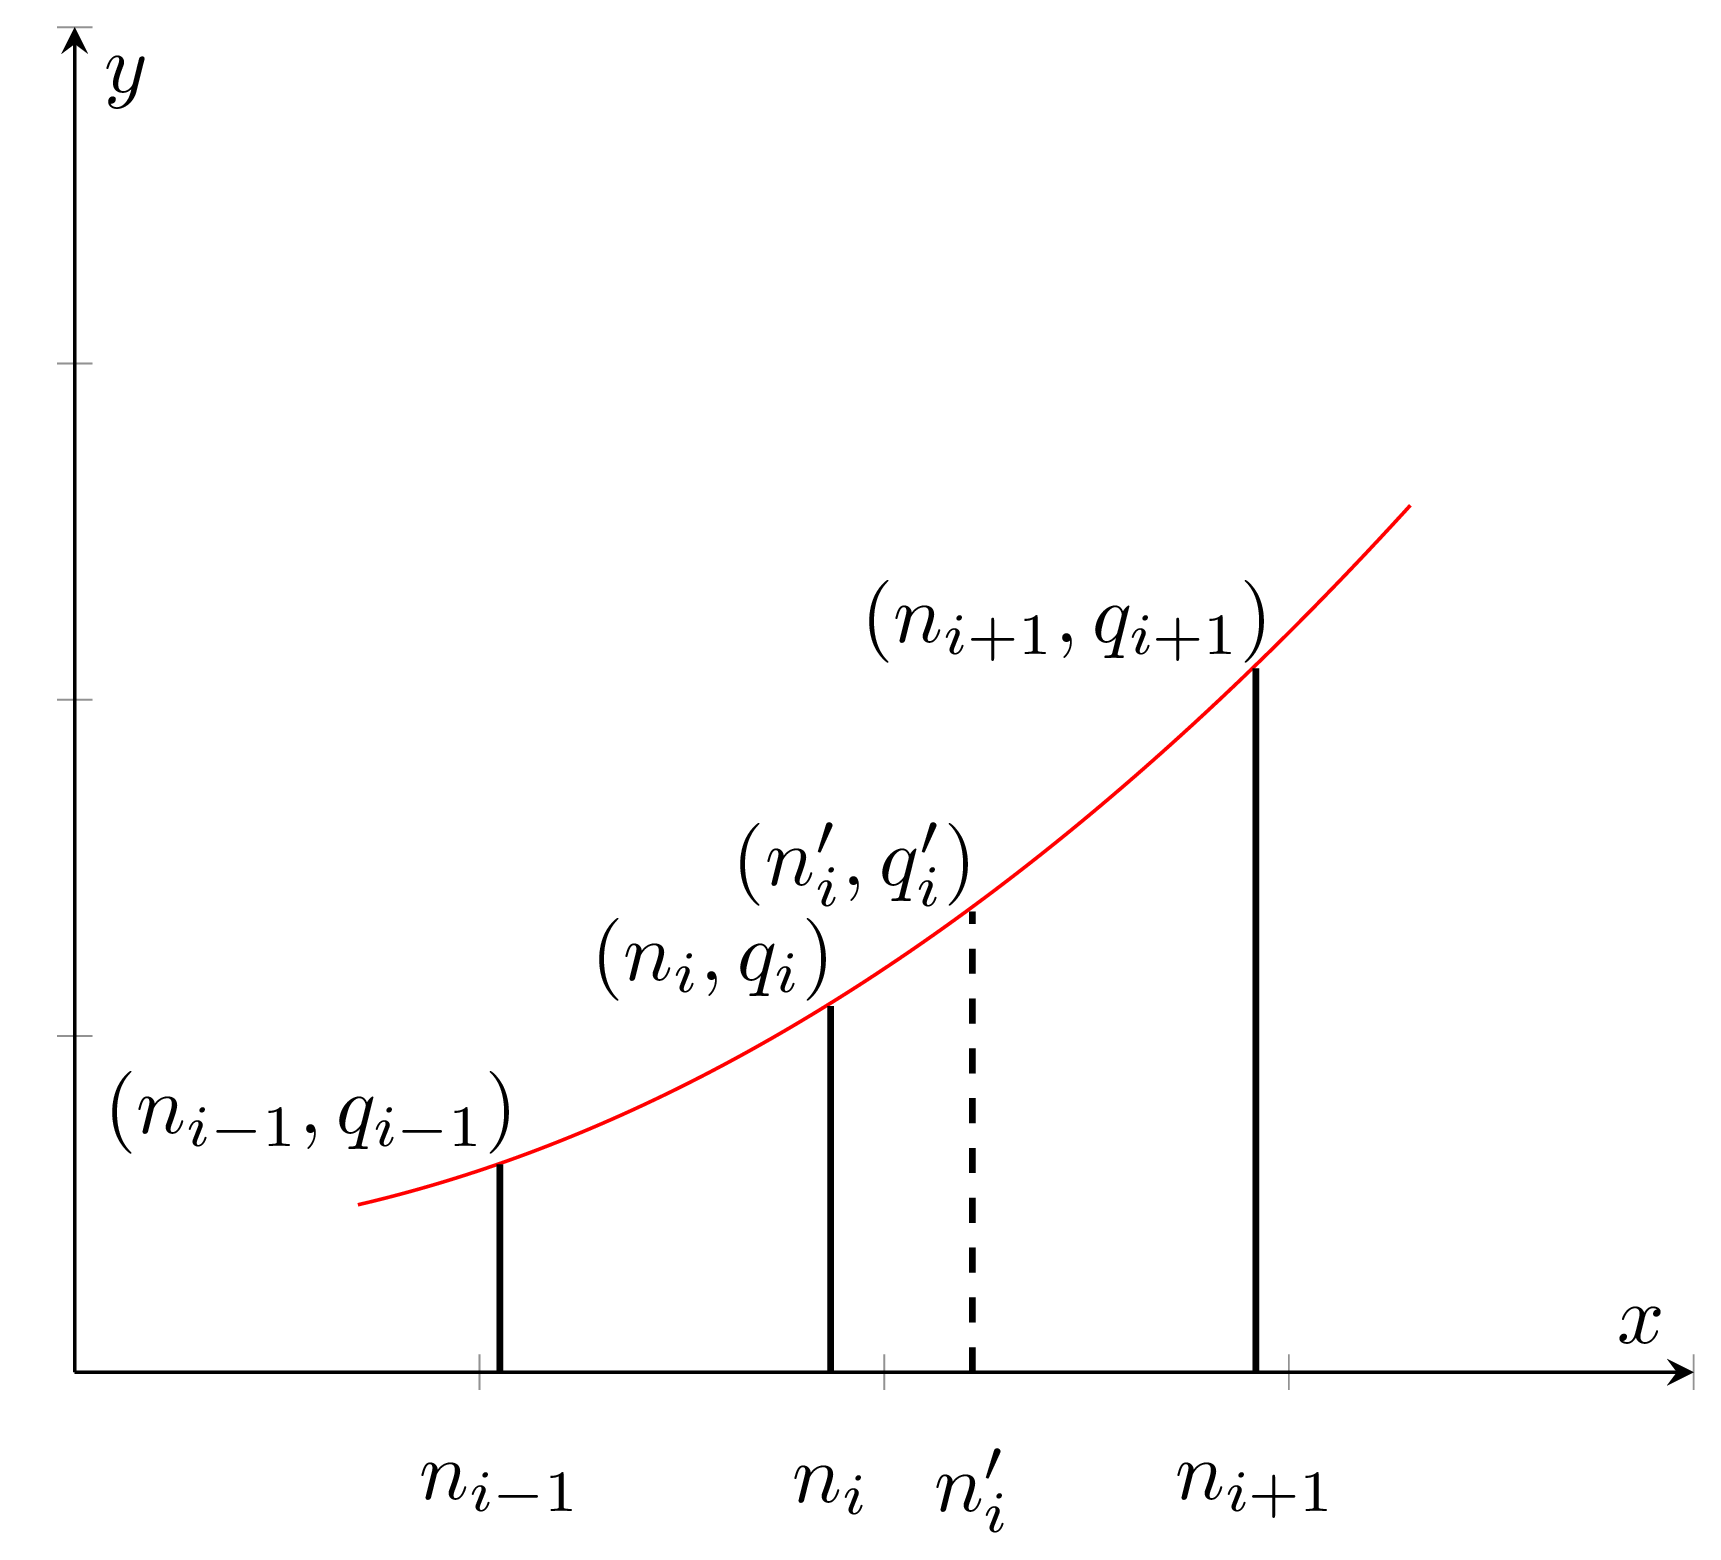 y
(n_{i+1}, q_{i+1})
(n'_i, q'_i)
(n_i, q_i)
(n_{i-1}, q_{i-1})
x
n_{i-1} n_i n'_i n_{i+1}